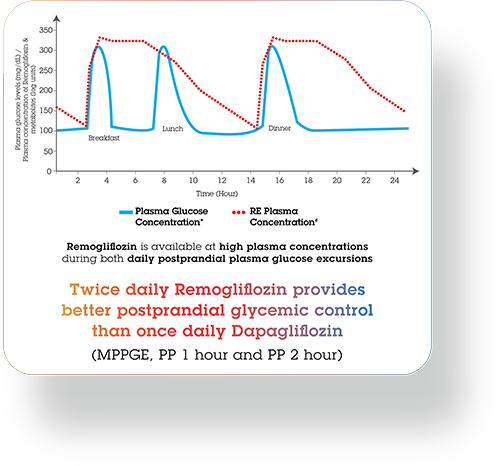 Plasma glucose levels (mg/dL) /
Plasma concentration of Remogliflozin &
metabolites (log units)
350
300
250
200
150
100
50
0
Breakfast
Lunch
Dinner
2 4 6 8 10 12 14 16 18 20 22 24
Time (Hour)
Plasma Glucose
Concentration*
RE Plasma
Concentration⁺
Remogliflozin is available at high plasma concentrations
during both daily postprandial plasma glucose excursions
Twice daily Remogliflozin provides
better postprandial glycemic control
than once daily Dapagliflozin
(MPPGE, PP 1 hour and PP 2 hour)